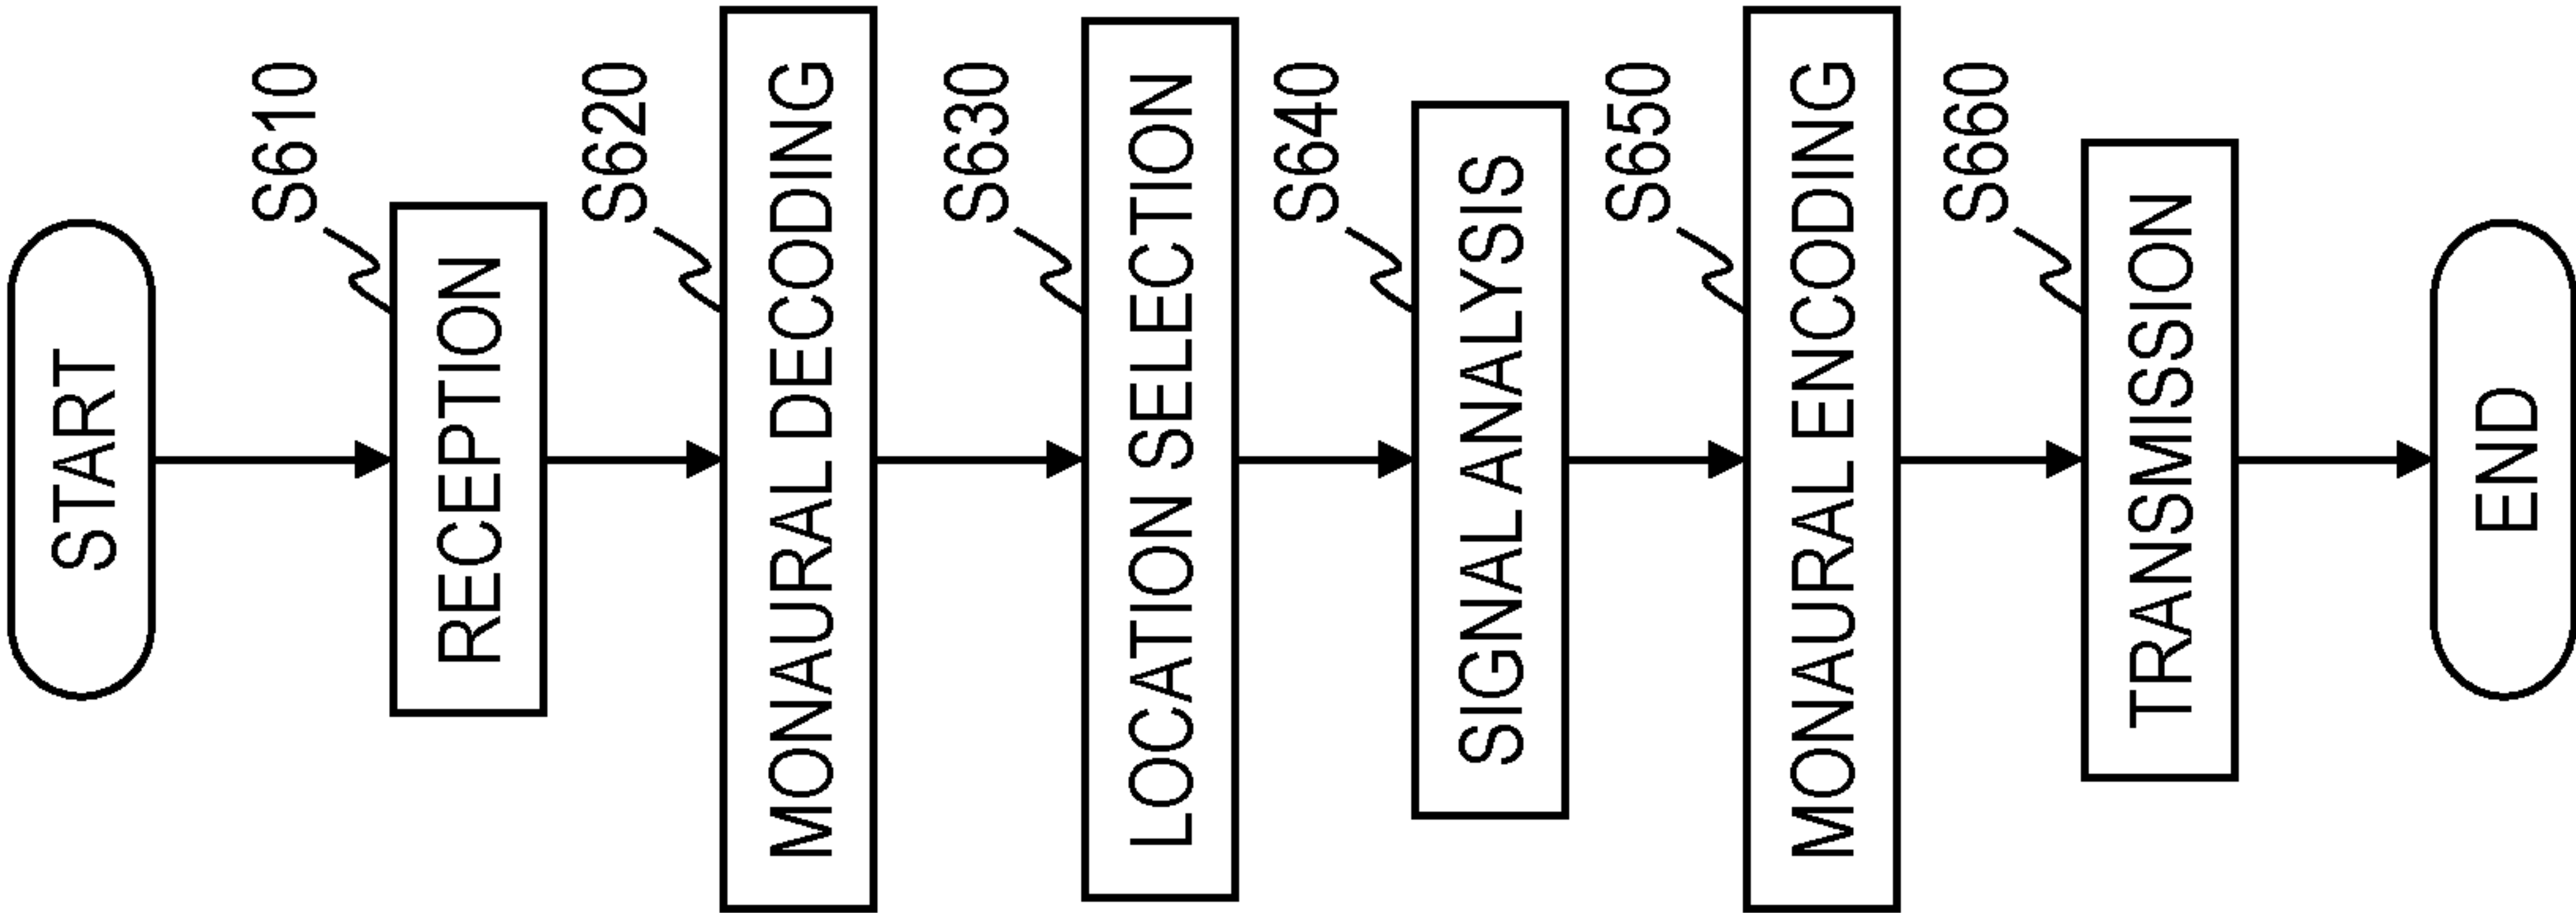 START
S610
RECEPTION
S620
MONAURAL DECODING
S630
LOCATION SELECTION
S640
SIGNAL ANALYSIS
S650
MONAURAL ENCODING
S660
TRANSMISSION
END